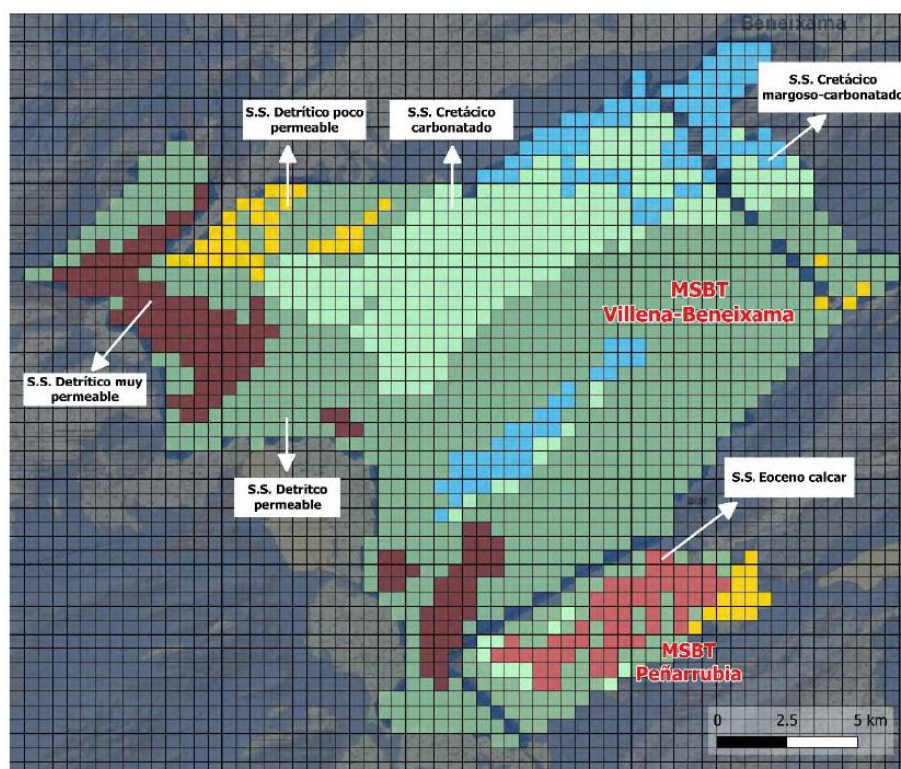 Beneixama
S.S. Cretácico
margoso-carbonatado
S.S. Detrítico poco
permeable
S.S. Cretácico
carbonatado
MSBT
Villena-Beneixama
S.S. Detrítico muy
permeable
S.S. Detritco
permeable
S.S. Eoceno calcar
MSBT
Peñarrubia
0 2.5 5 km